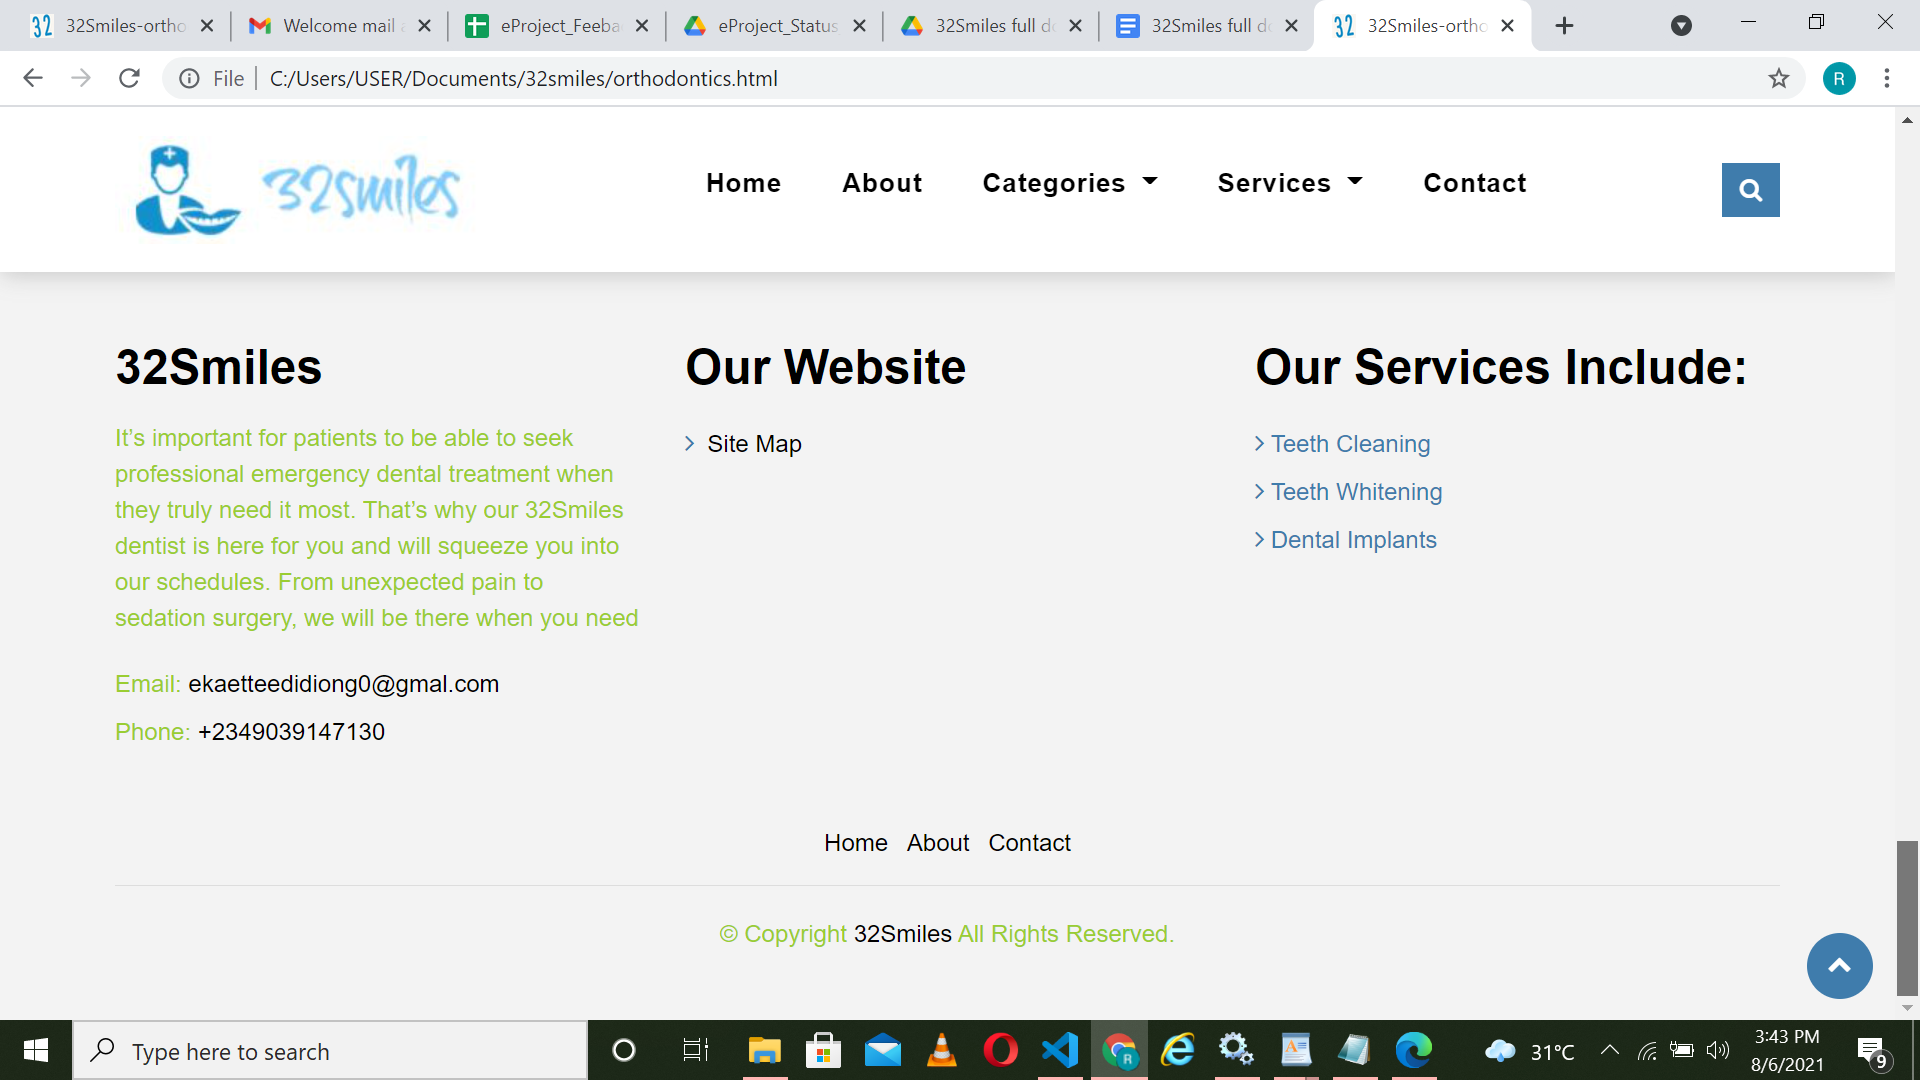 32Smiles-ortho
Welcome mail a
eProject_Feeba
eProject_Status
32Smiles full do
32Smiles full do
32Smiles-ortho
File
C:/Users/USER/Documents/32smiles/orthodontics.html
R
32smiles
Home About Categories Services Contact
32Smiles
It’s important for patients to be able to seek
professional emergency dental treatment when
they truly need it most. That’s why our 32Smiles
dentist is here for you and will squeeze you into
our schedules. From unexpected pain to
sedation surgery, we will be there when you need
Email: ekaetteedidiong0@gmal.com
Phone: +2349039147130
Our Website
Site Map
Our Services Include:
Teeth Cleaning
Teeth Whitening
Dental Implants
Home About Contact
© Copyright 32Smiles All Rights Reserved.
Type here to search
R
31°C
3:43 PM
8/6/2021
9